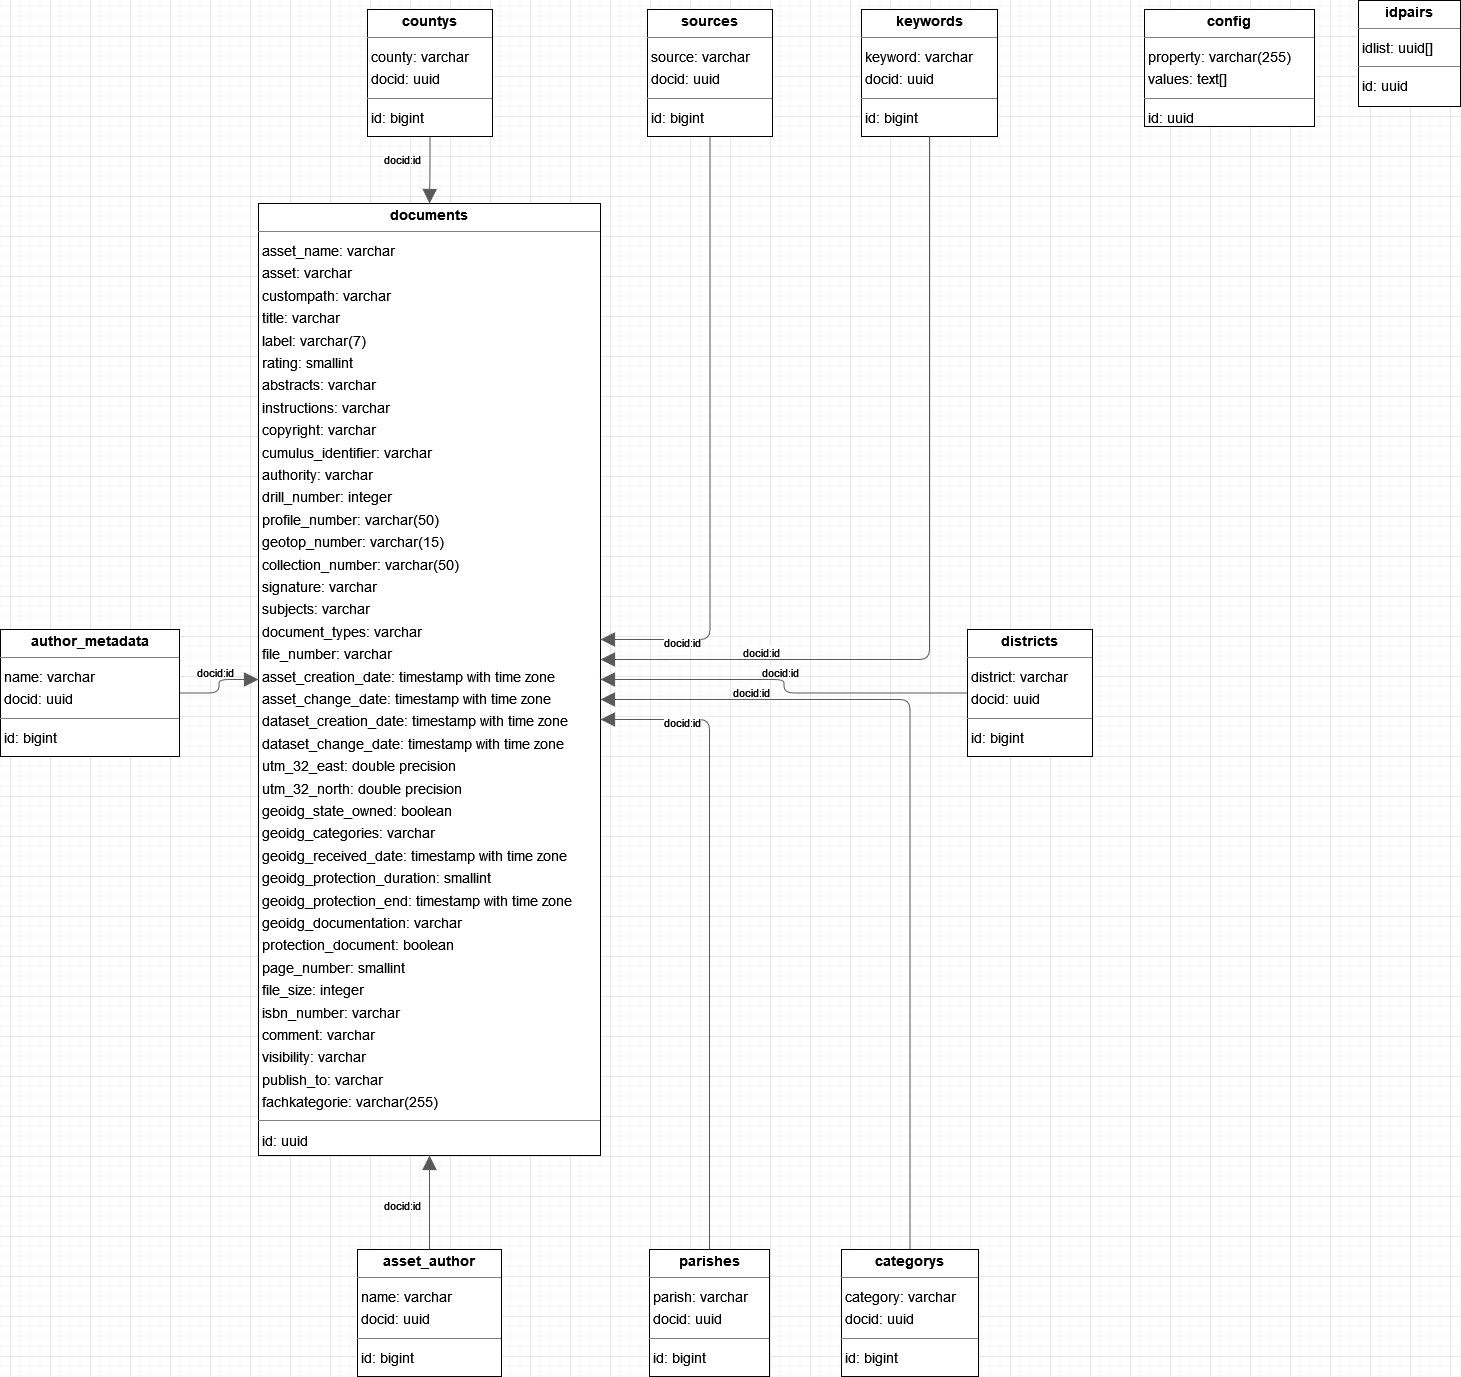 countys
county: varchar
docid: uuid
id: bigint
sources
source: varchar
docid: uuid
id: bigint
keywords
keyword: varchar
docid: uuid
id: bigint
config
property: varchar(255)
values: text[]
id: uuid
idpairs
idlist: uuid[]
id: uuid
docid:id
documents
asset_name: varchar
asset: varchar
custompath: varchar
title: varchar
label: varchar(7)
rating: smallint
abstracts: varchar
instructions: varchar
copyright: varchar
cumulus_identifier: varchar
authority: varchar
drill_number: integer
profile_number: varchar(50)
geotop_number: varchar(15)
collection_number: varchar(50)
signature: varchar
subjects: varchar
document_types: varchar
file_number: varchar
asset_creation_date: timestamp with time zone
asset_change_date: timestamp with time zone
dataset_creation_date: timestamp with time zone
dataset_change_date: timestamp with time zone
utm_32_east: double precision
utm_32_north: double precision
geoidg_state_owned: boolean
geoidg_categories: varchar
geoidg_received_date: timestamp with time zone
geoidg_protection_duration: smallint
geoidg_protection_end: timestamp with time zone
geoidg_documentation: varchar
protection_document: boolean
page_number: smallint
file_size: integer
isbn_number: varchar
comment: varchar
visibility: varchar
publish_to: varchar
fachkategorie: varchar(255)
id: uuid
author_metadata
name: varchar
docid: uuid
id: bigint
docid:id
docid:id
docid:id
docid:id
docid:id
docid:id
districts
district: varchar
docid: uuid
id: bigint
docid:id
asset_author
name: varchar
docid: uuid
id: bigint
parishes
parish: varchar
docid: uuid
id: bigint
categorys
category: varchar
docid: uuid
id: bigint